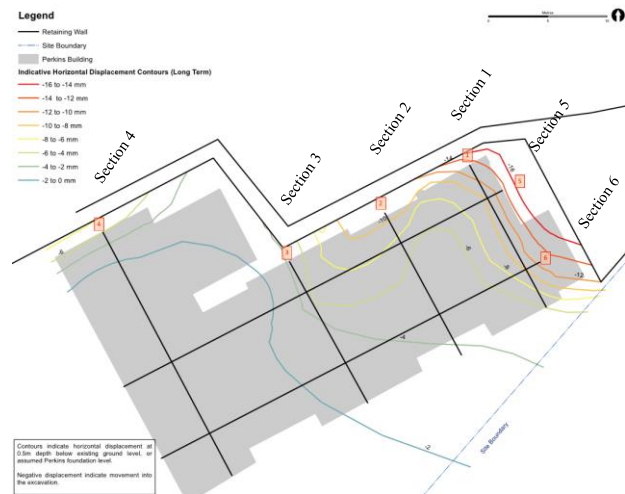 Legend
Retaining Wall
Site Boundary
Perkins Building
Indicative Horizontal Displacement Contours (Long Term)
-16 to -14 mm
-14 to -12 mm
-12 to -10 mm
-10 to -8 mm
-8 to -6 mm
-6 to -4 mm
-4 to -2 mm
-2 to 0 mm
Metres
Section 4
Section 3
Section 2
Section 1
Section 5
Section 6
4
3
2
1
5
6
-14
-16
-10
-12
-6
-8
-4
-2
Site Boundary
Contours indicate horizontal displacement at
0.5m depth below existing ground level, or
assumed Perkins foundation level.
Negative displacement indicate movement into
the excavation.